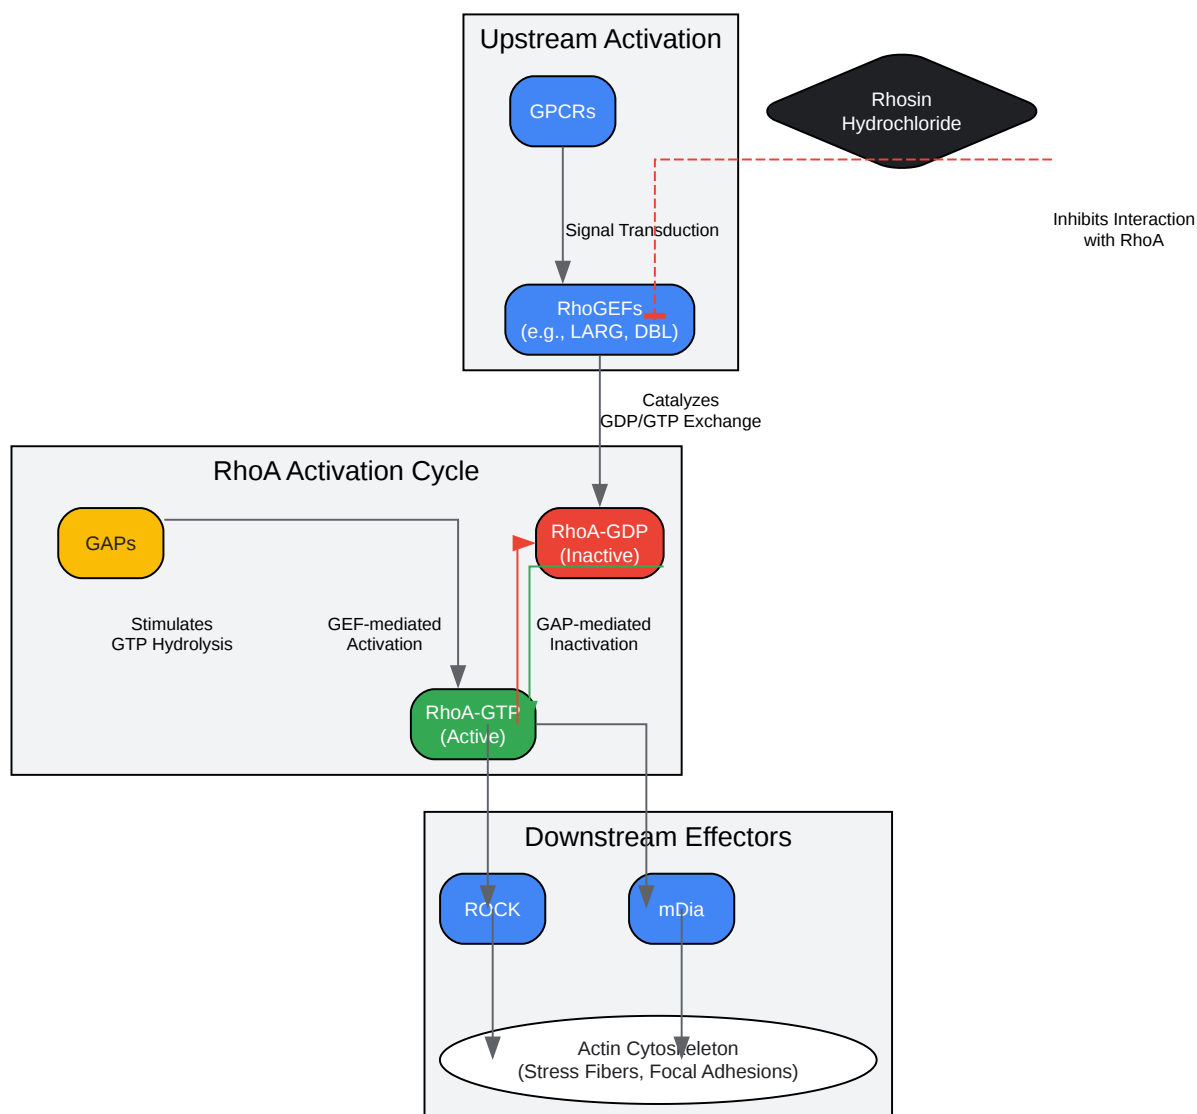 Upstream Activation
GPCRs
Rhosin
Hydrochloride
Signal Transduction
Inhibits Interaction
with RhoA
RhoGEFs
(e.g., LARG, DBL)
Catalyzes
GDP/GTP Exchange
RhoA Activation Cycle
GAPs
RhoA-GDP
(Inactive)
Stimulates
GTP Hydrolysis
GEF-mediated
Activation
GAP-mediated
Inactivation
RhoA-GTP
(Active)
Downstream Effectors
ROCK
mDia
Actin Cytoskeleton
(Stress Fibers, Focal Adhesions)